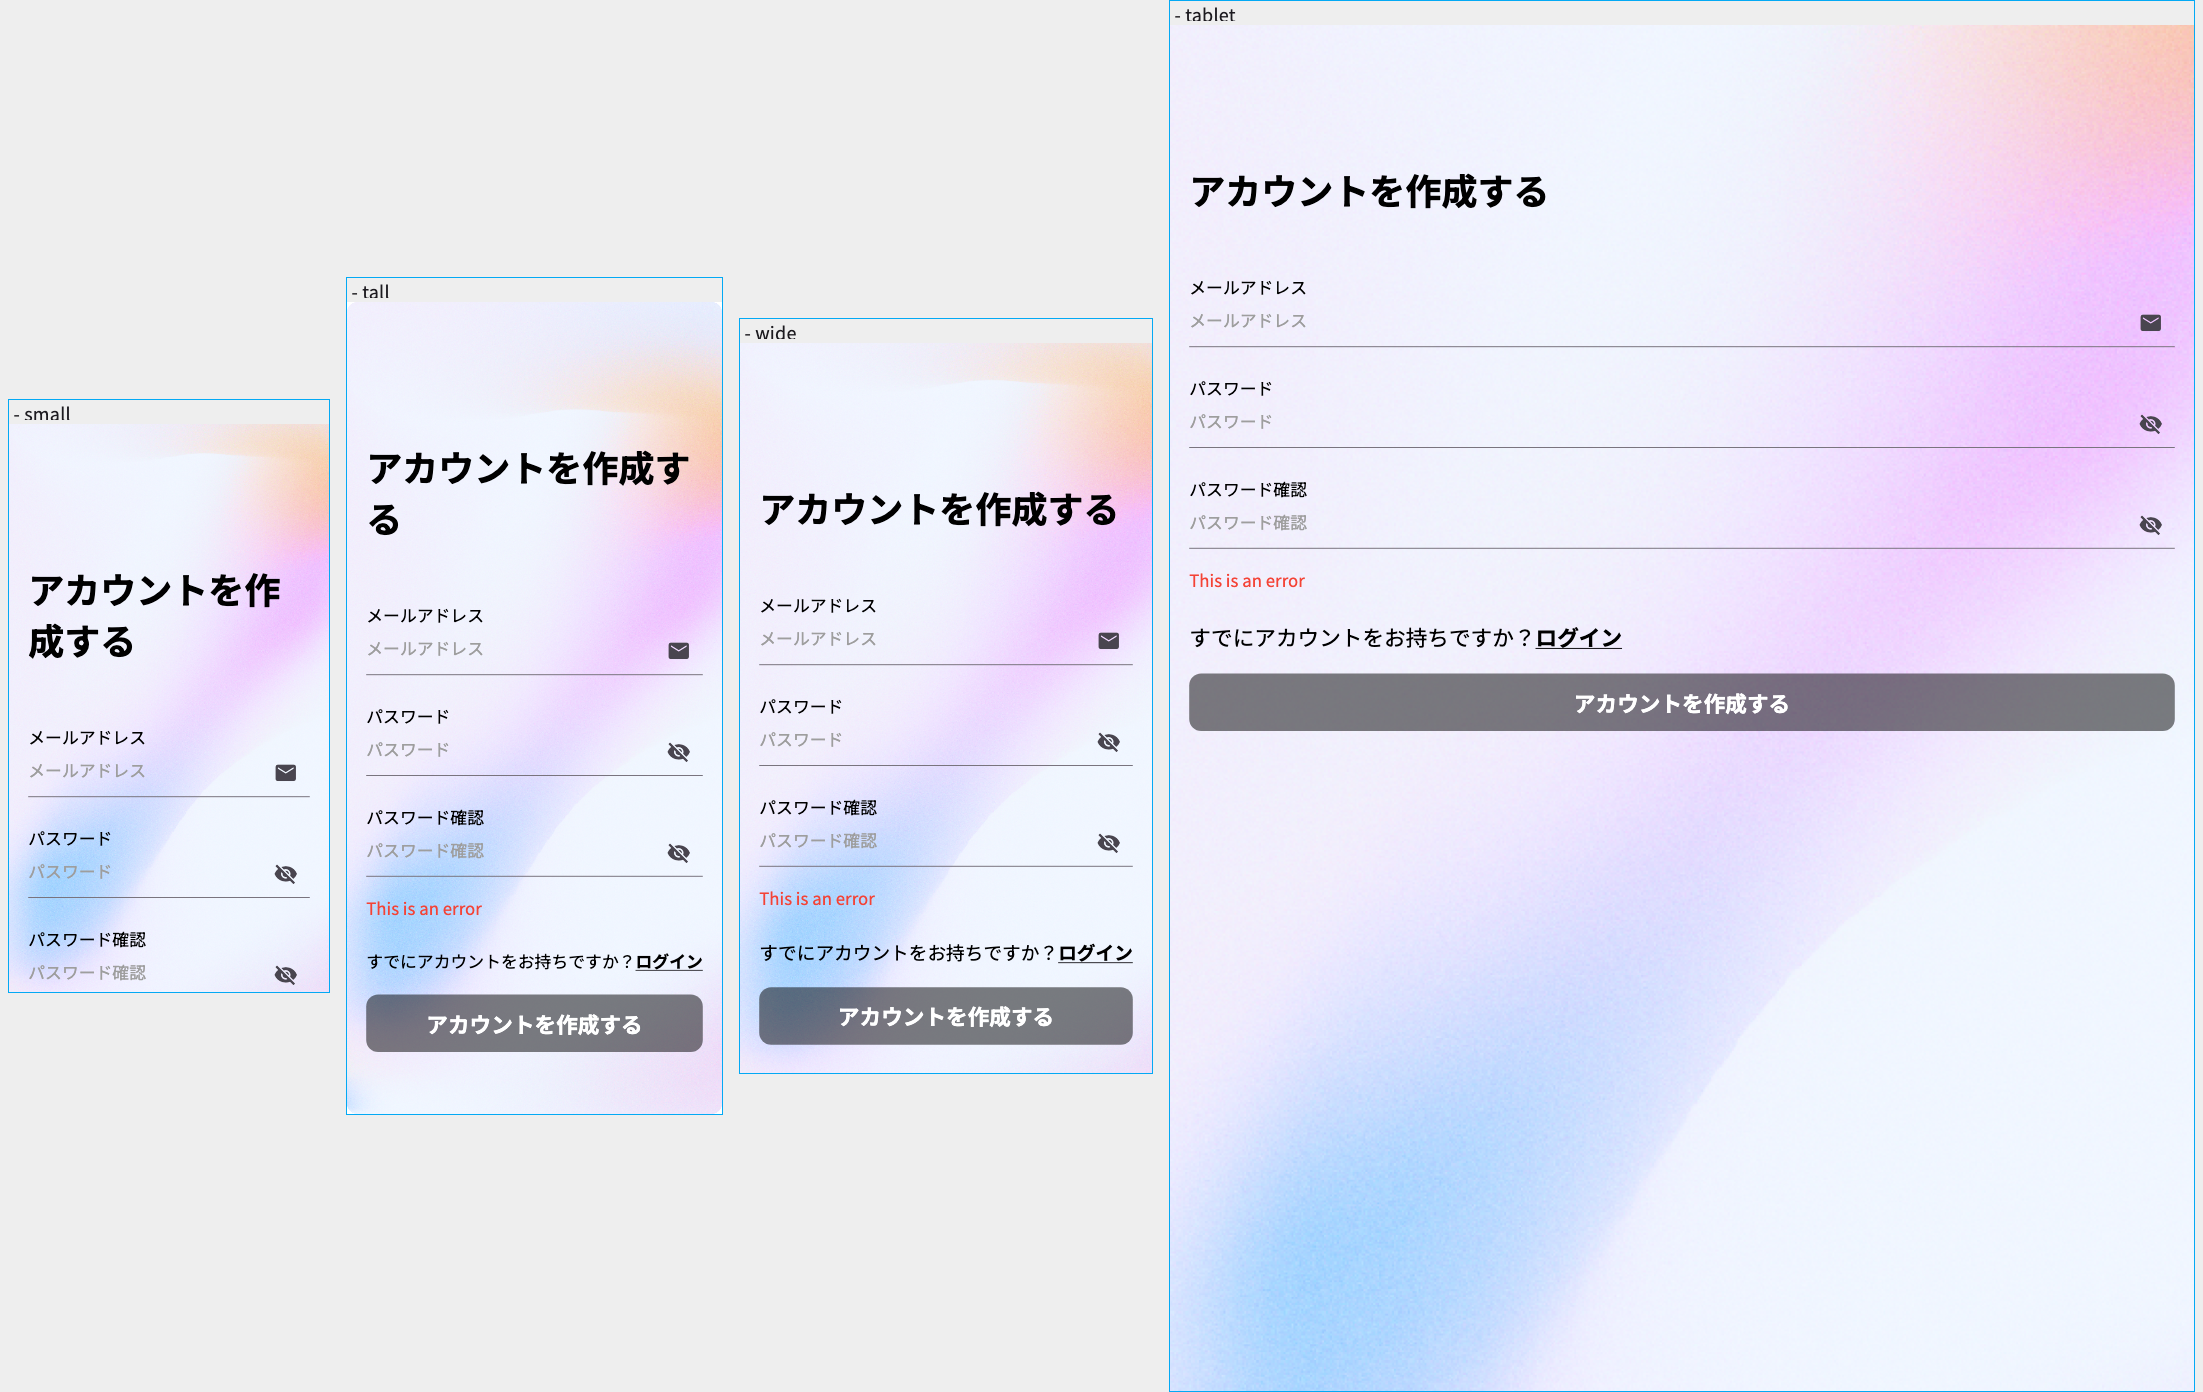 - small
アカウントを作
成する
メールアドレス
メールアドレス
パスワード
パスワード
パスワード確認
パスワード確認
- tall
アカウントを作成す
る
メールアドレス
メールアドレス
パスワード
パスワード
パスワード確認
パスワード確認
This is an error
すでにアカウントをお持ちですか？ログイン
アカウントを作成する
- wide
アカウントを作成する
メールアドレス
メールアドレス
パスワード
パスワード
パスワード確認
パスワード確認
This is an error
すでにアカウントをお持ちですか？ログイン
アカウントを作成する
- tablet
アカウントを作成する
メールアドレス
メールアドレス
パスワード
パスワード
パスワード確認
パスワード確認
This is an error
すでにアカウントをお持ちですか？ログイン
アカウントを作成する